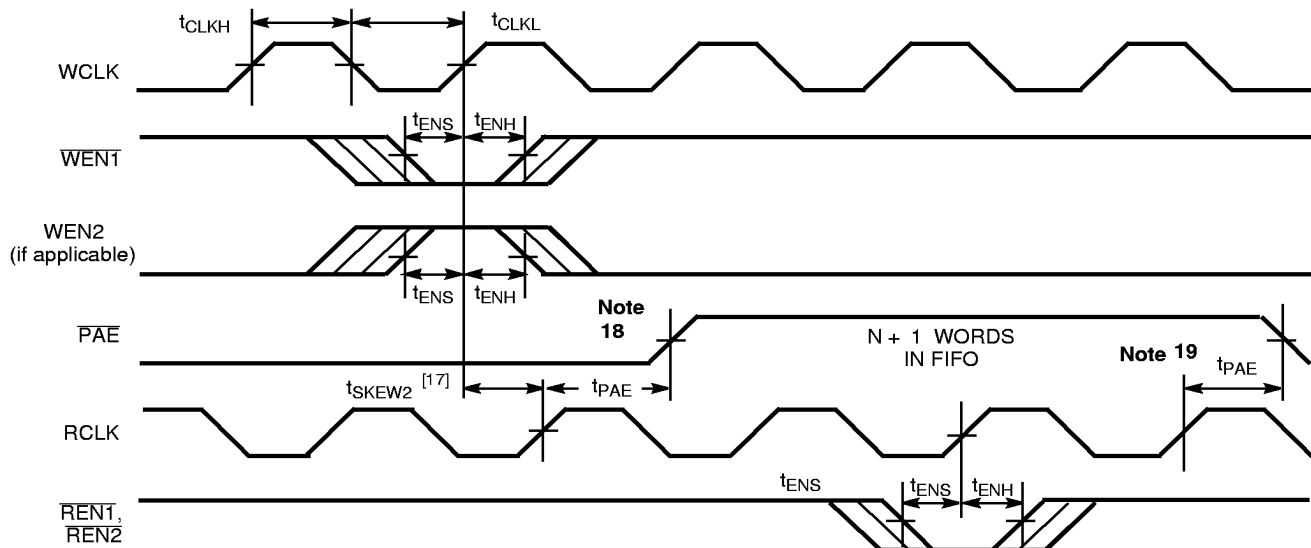 tCLKH
tCLKL
WCLK
tENS
tENH
WEN1
WEN2
(if applicable)
tENS
tENH
Note
18
PAE
N + 1 WORDS
IN FIFO
Note 19
tSKEW2 [17]
tPAE
tPAE
RCLK
tENS
tENS
tENH
REN1,
REN2